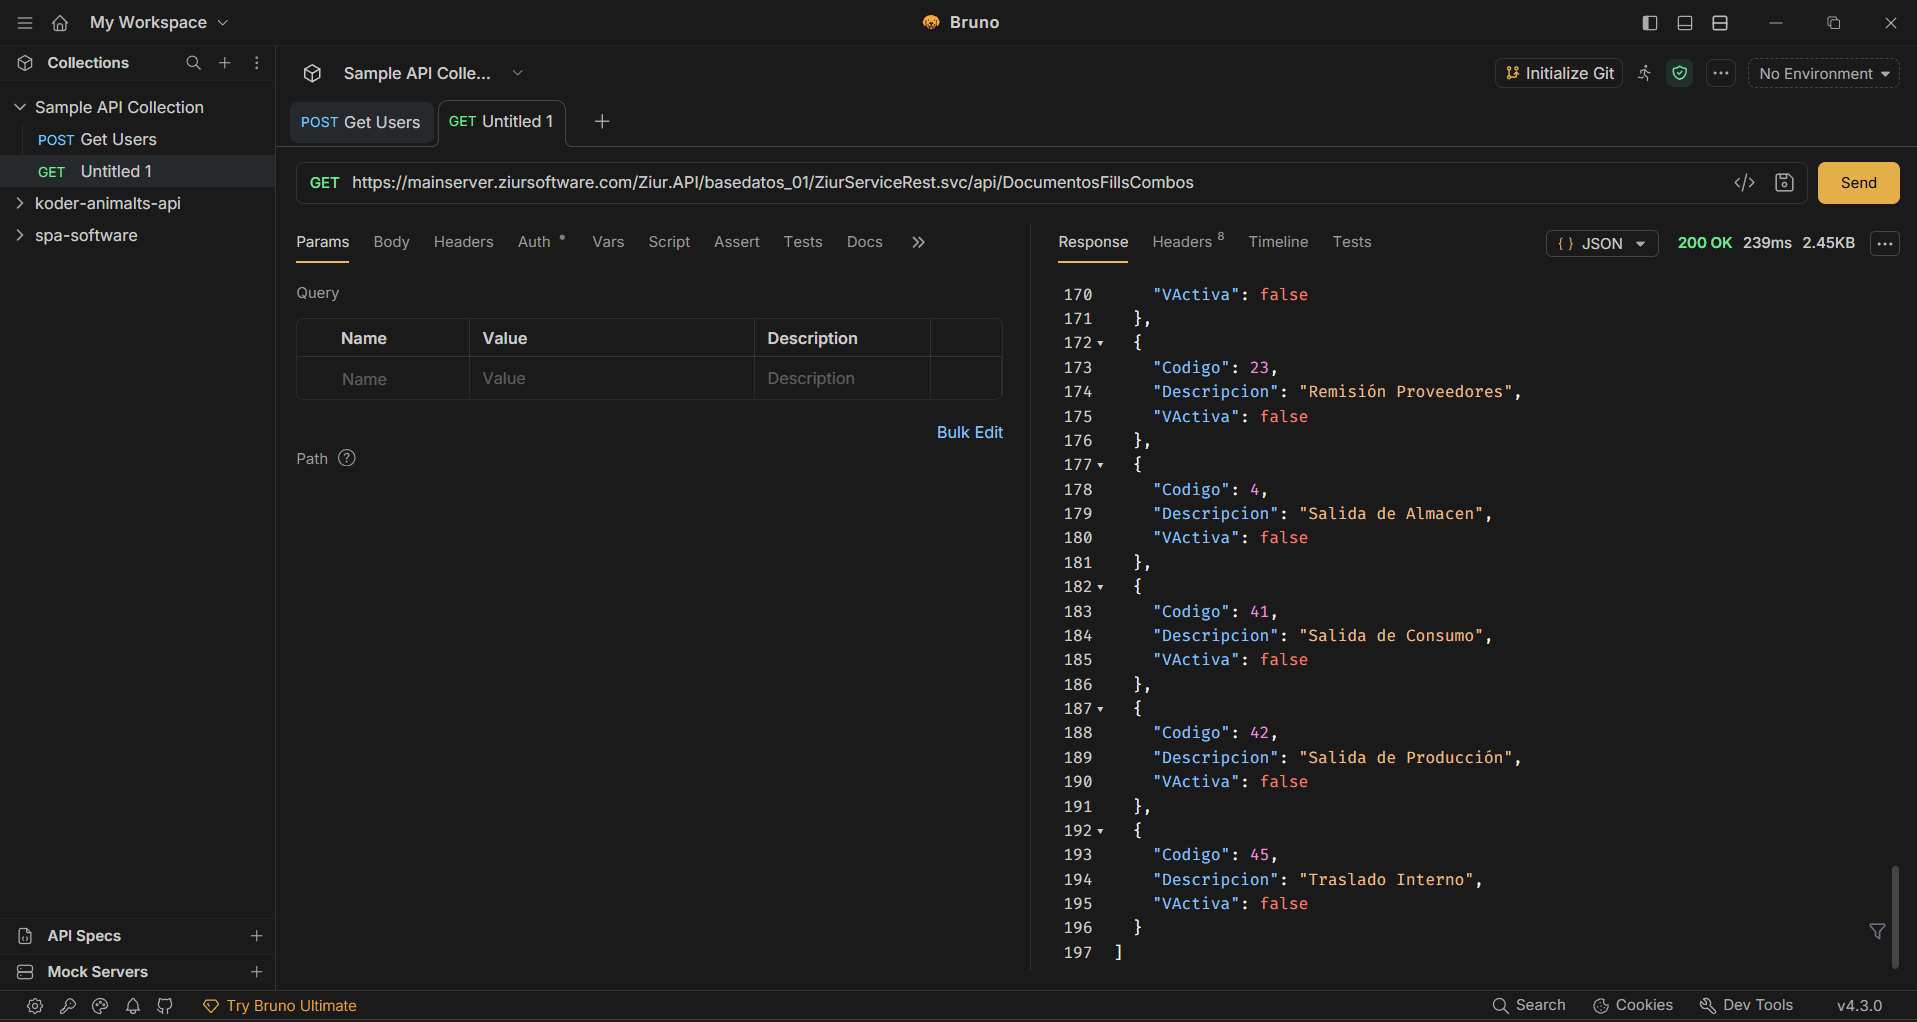 My Workspace
Bruno
Collections
Sample API Collection
POST Get Users
GET Untitled 1
koder-animalts-api
spa-software
API Specs
Mock Servers
Sample API Colle...
Initialize Git
No Environment
POST Get Users
GET Untitled 1
GET https://mainserver.ziursoftware.com/Ziur.API/basedatos_01/ZiurServiceRest.svc/api/DocumentosFillsCombos
Send
Params Body Headers Auth Vars Script Assert Tests Docs
Query
Name Value Description
Name Value Description
Bulk Edit
Path
Response Headers 8 Timeline Tests
{ } JSON
200 OK 239ms 2.45KB
170 "VActiva": false
171 },
172 {
173 "Codigo": 23,
174 "Descripcion": "Remisión Proveedores",
175 "VActiva": false
176 },
177 {
178 "Codigo": 4,
179 "Descripcion": "Salida de Almacen",
180 "VActiva": false
181 },
182 {
183 "Codigo": 41,
184 "Descripcion": "Salida de Consumo",
185 "VActiva": false
186 },
187 {
188 "Codigo": 42,
189 "Descripcion": "Salida de Producción",
190 "VActiva": false
191 },
192 {
193 "Codigo": 45,
194 "Descripcion": "Traslado Interno",
195 "VActiva": false
196 }
197 ]
Try Bruno Ultimate
Search
Cookies
Dev Tools
v4.3.0